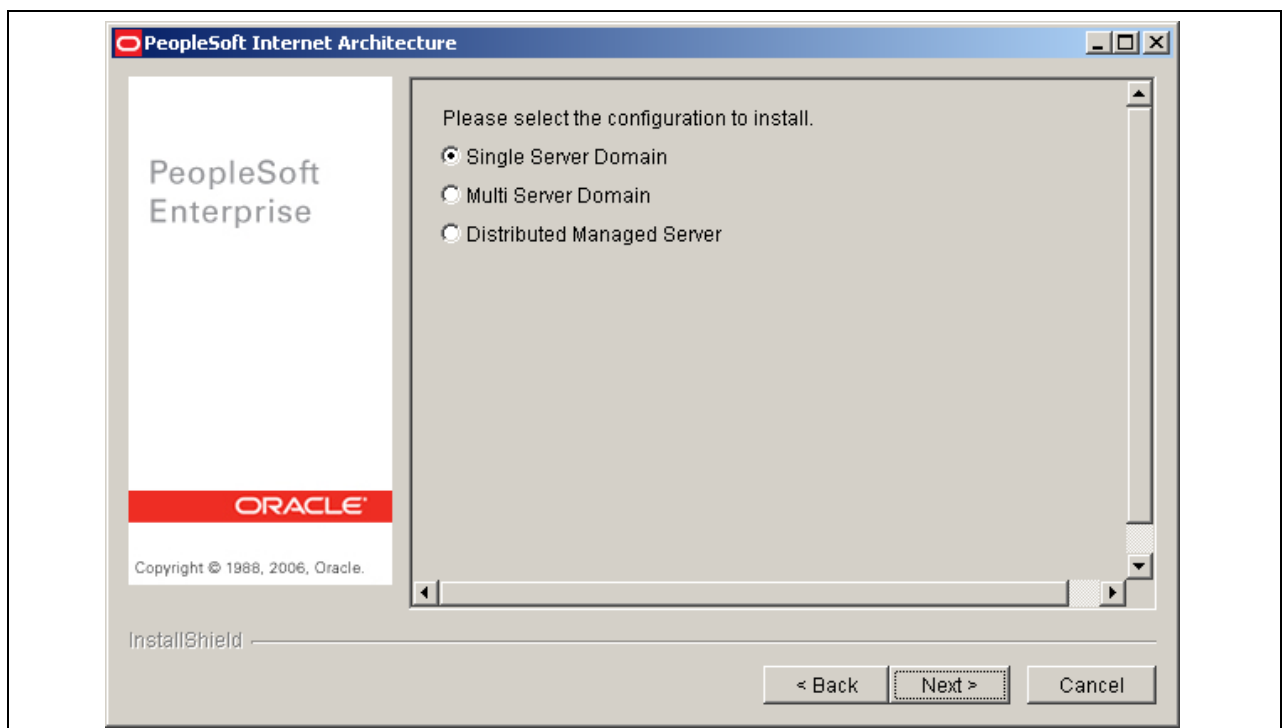 PeopleSoft Internet Architecture
PeopleSoft
Enterprise
ORACLE
Copyright © 1988, 2006, Oracle.
Please select the configuration to install.
Single Server Domain
Multi Server Domain
Distributed Managed Server
InstallShield
< Back
Next >
Cancel